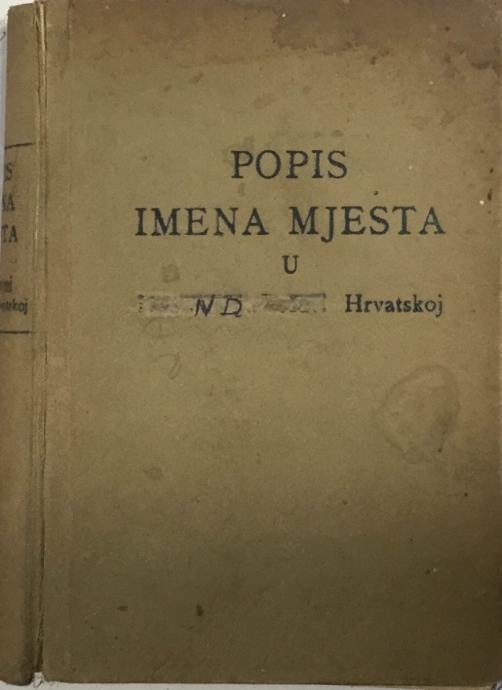 POPIS
IMENA MJESTA
U
ND Hrvatskoj